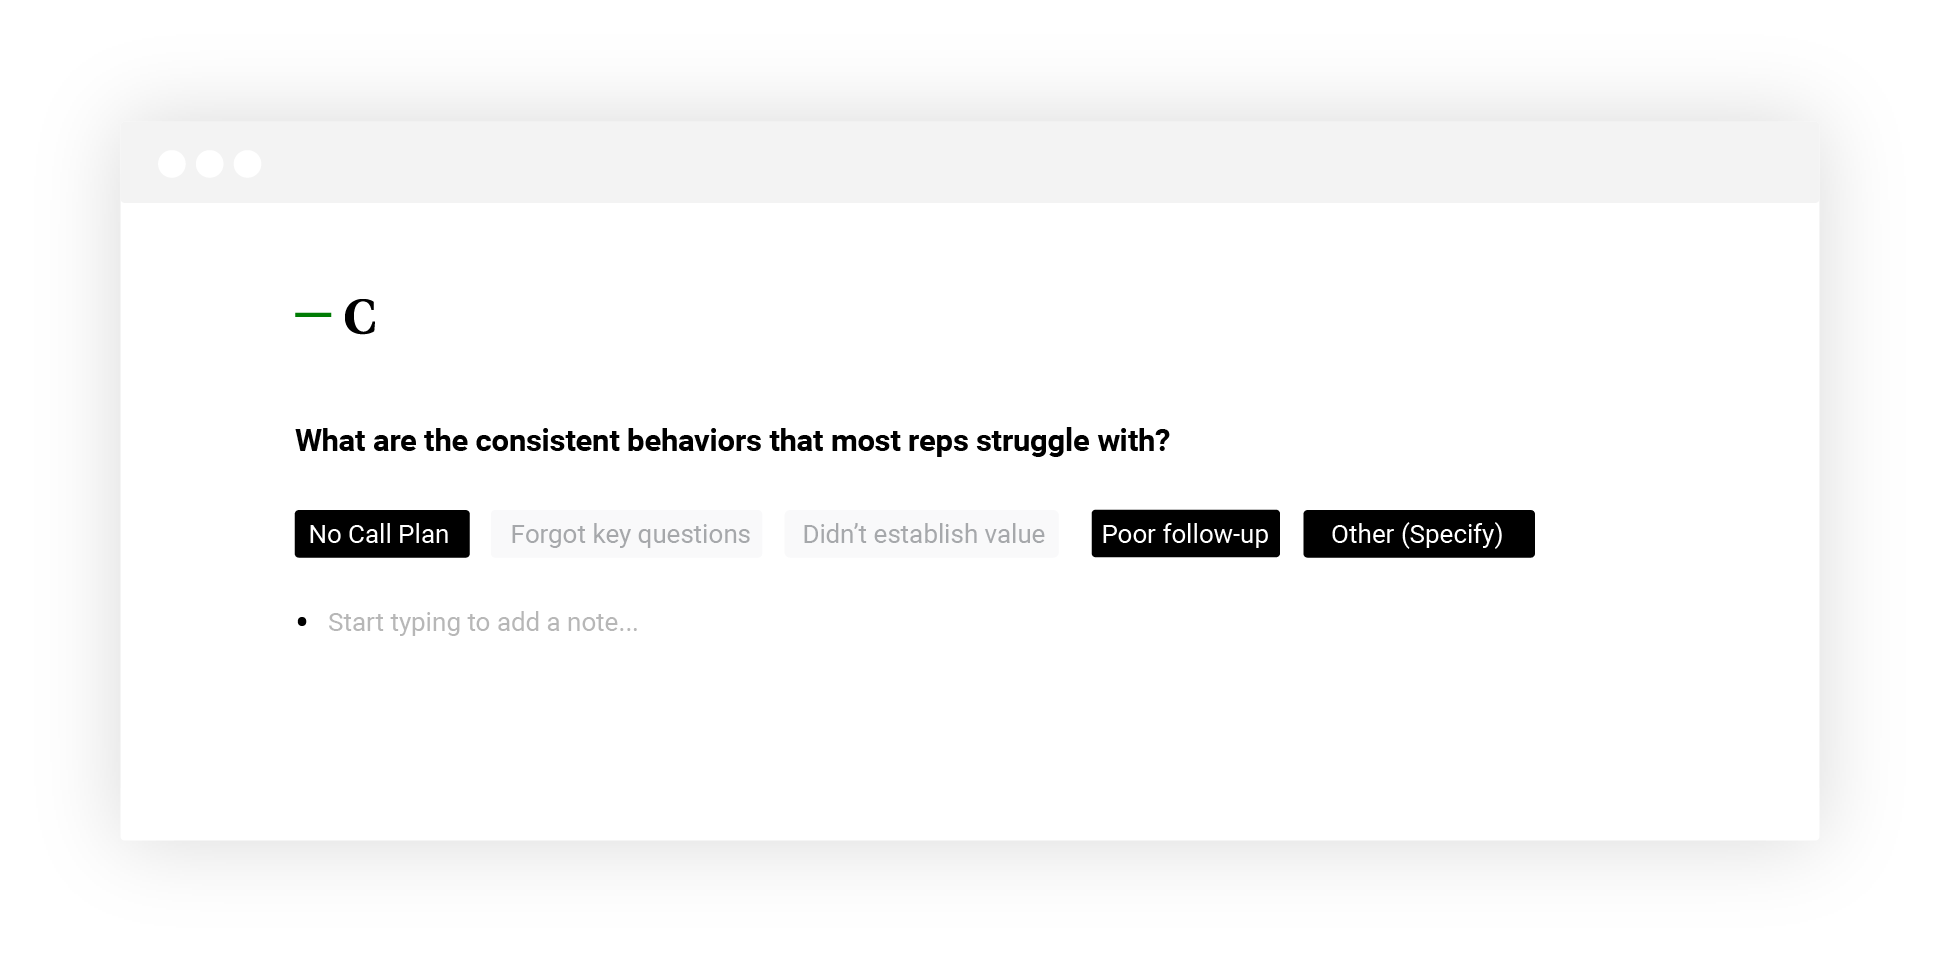 — C
What are the consistent behaviors that most reps struggle with?
No Call Plan Forgot key questions Didn’t establish value Poor follow-up Other (Specify)
• Start typing to add a note...